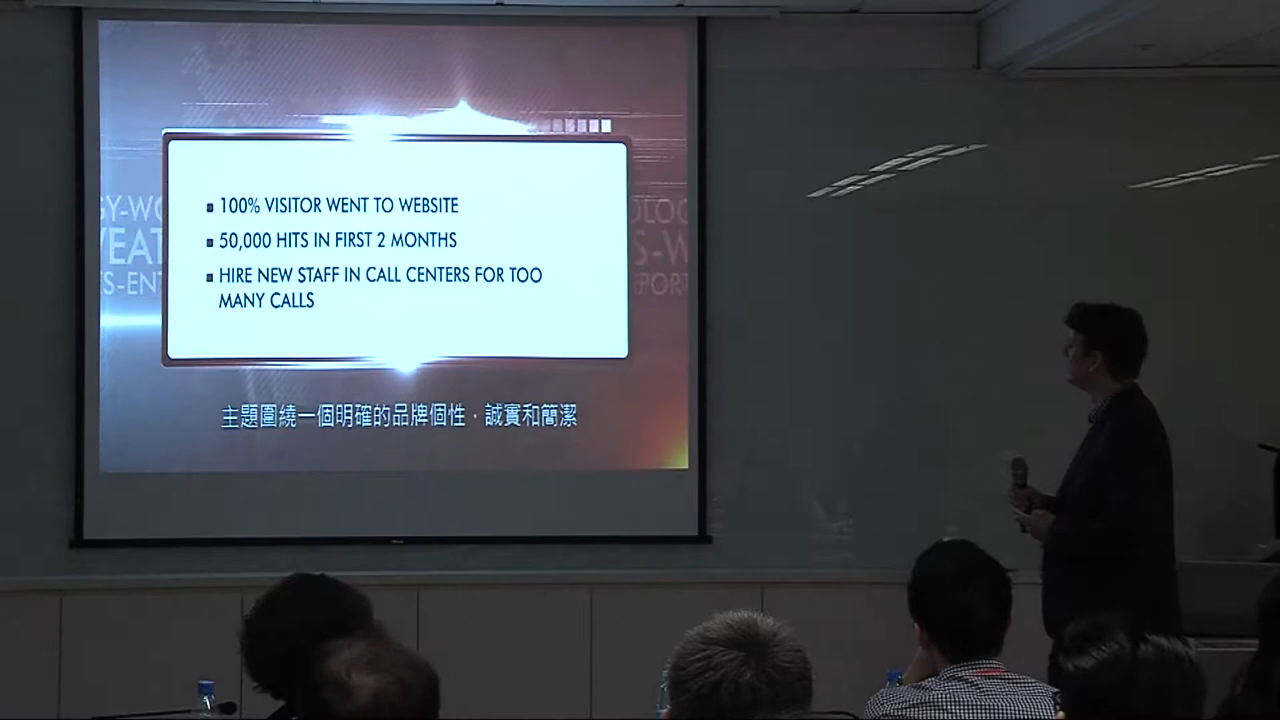 100% VISITOR WENT TO WEBSITE
50,000 HITS IN FIRST 2 MONTHS
HIRE NEW STAFF IN CALL CENTERS FOR TOO
MANY CALLS
主題圍繞一個明確的品牌個性，誠實和簡潔